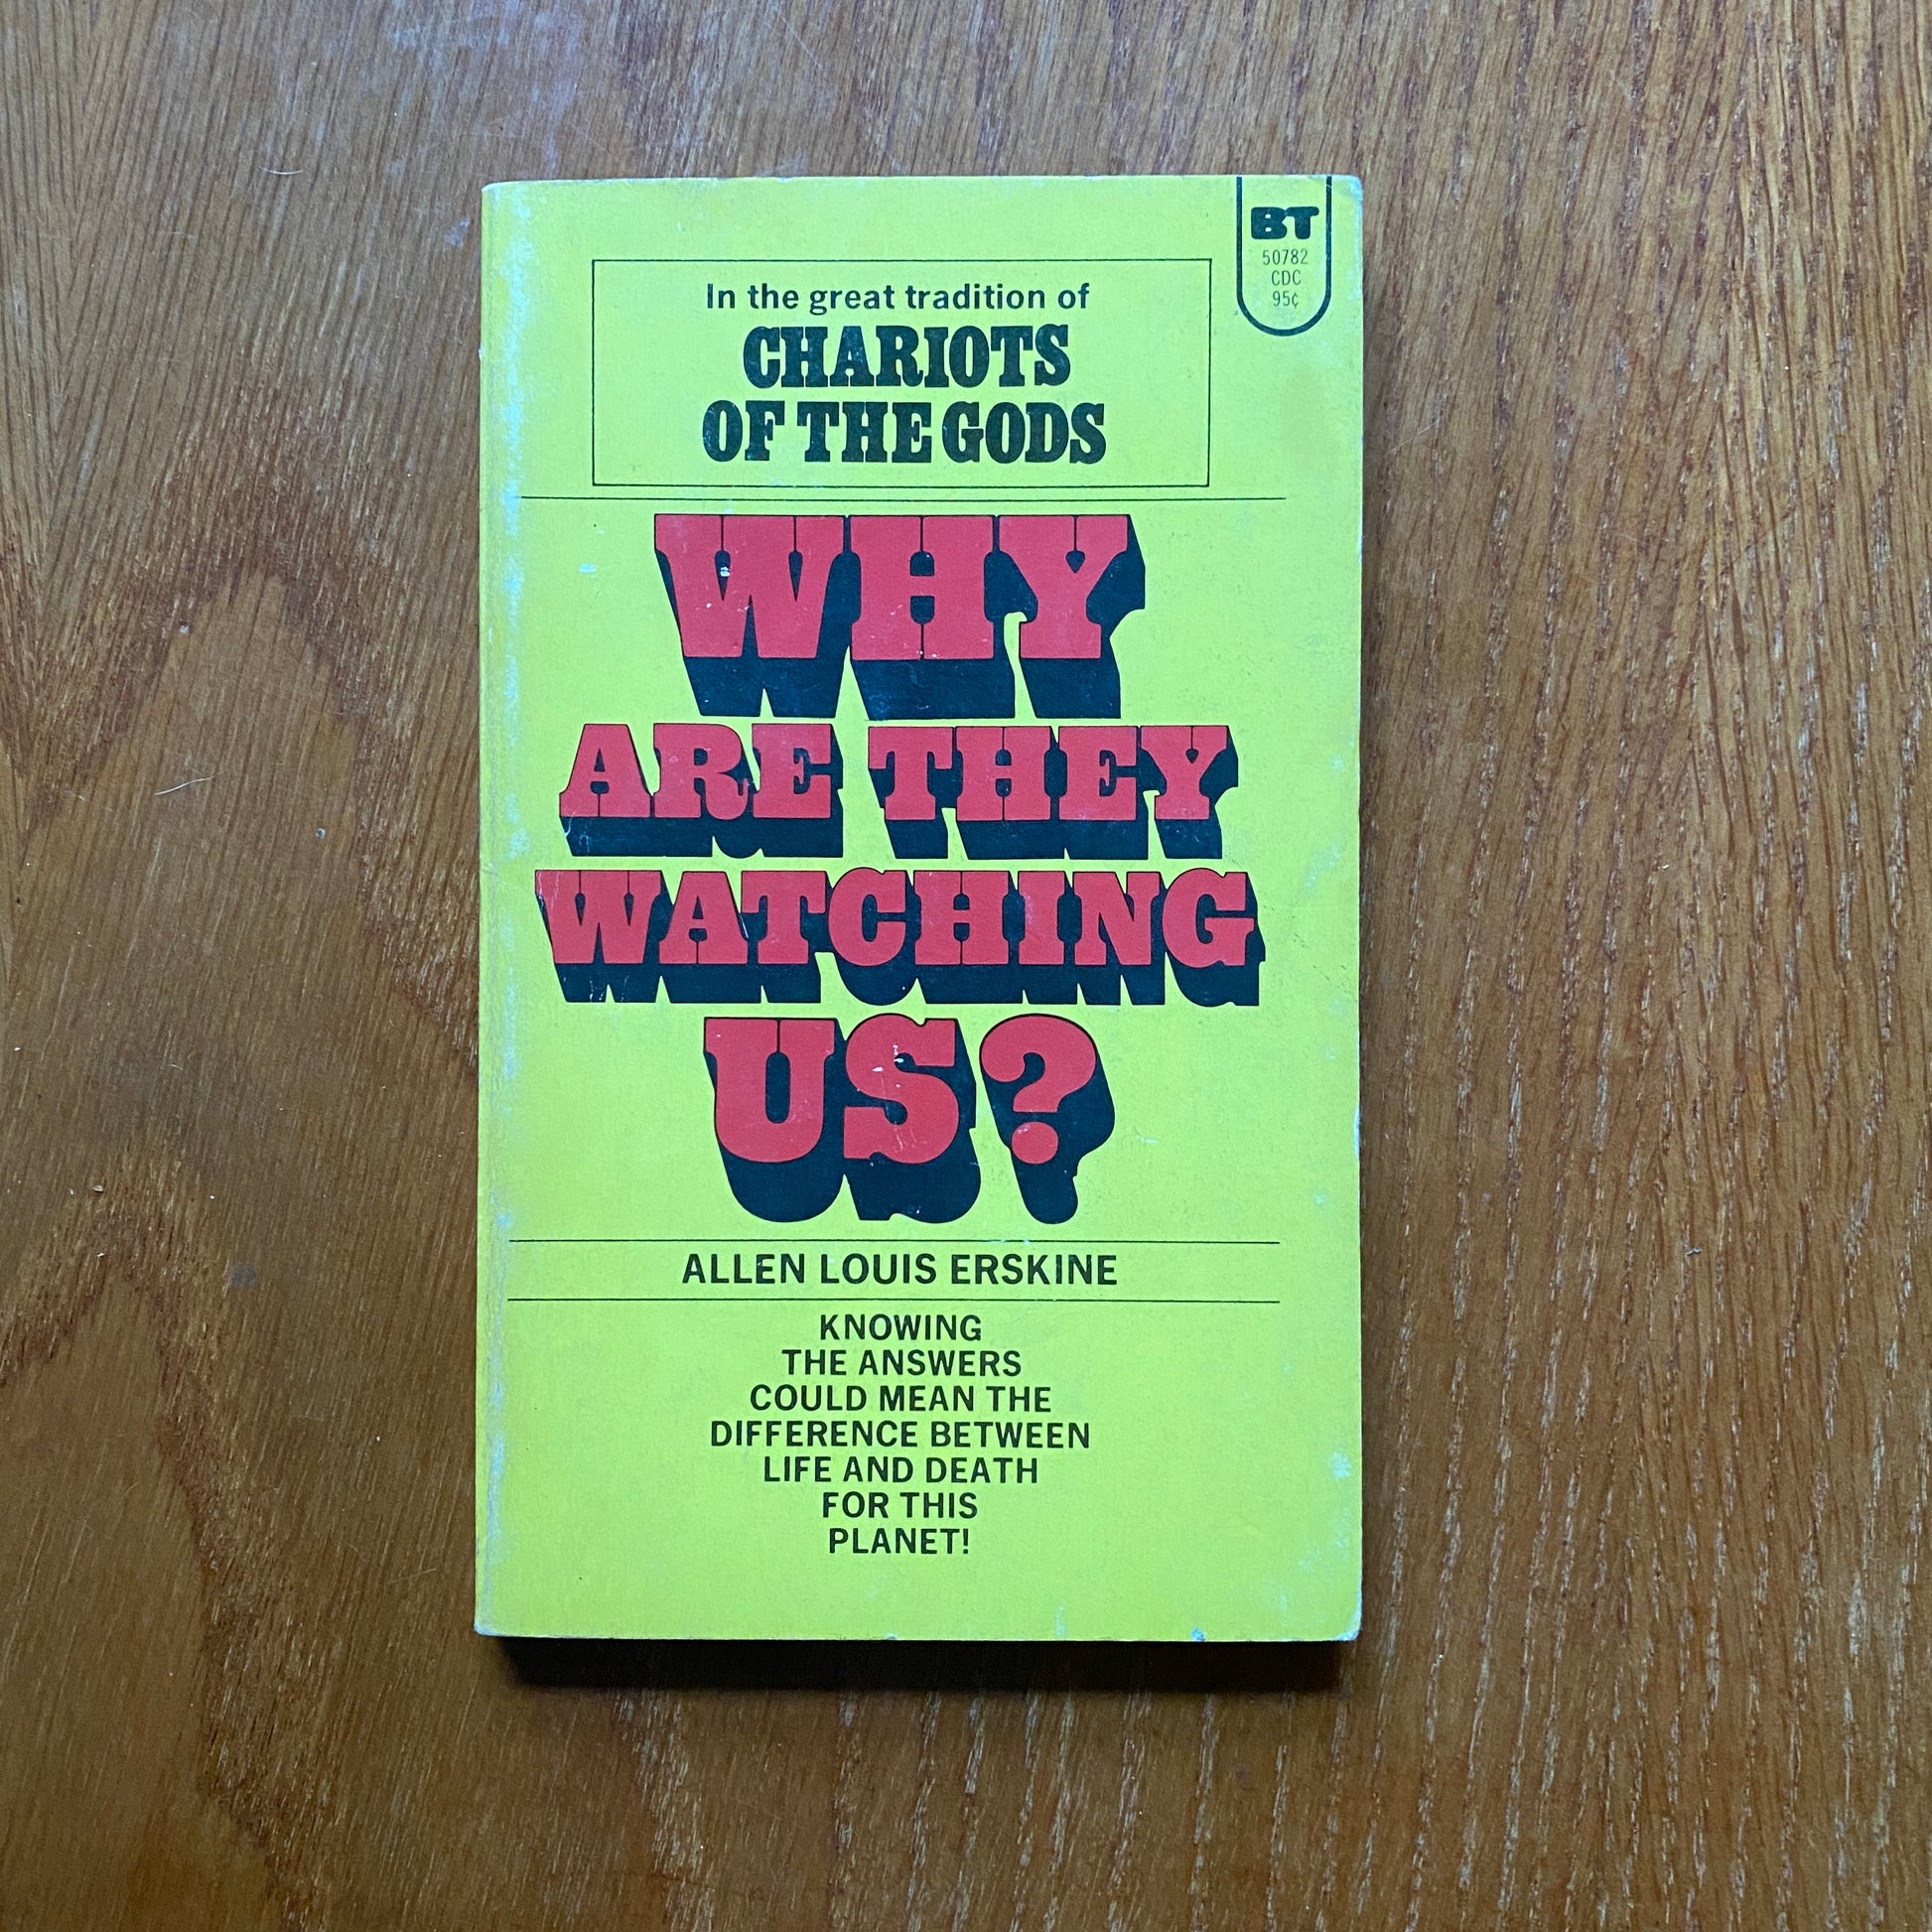 BT
50782
CDC
95¢
In the great tradition of
CHARIOTS
OF THE GODS
WHY
ARE THEY
WATCHING
US?
ALLEN LOUIS ERSKINE
KNOWING
THE ANSWERS
COULD MEAN THE
DIFFERENCE BETWEEN
LIFE AND DEATH
FOR THIS
PLANET!